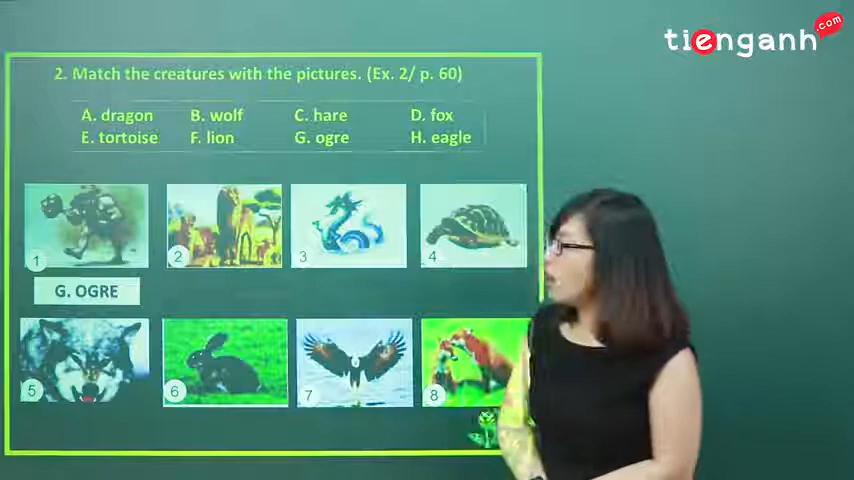 tienganh.com
2. Match the creatures with the pictures. (Ex. 2/ p. 60)
A. dragon B. wolf C. hare D. fox
E. tortoise F. lion G. ogre H. eagle
1 2 3 4
G. OGRE
5 6 7 8